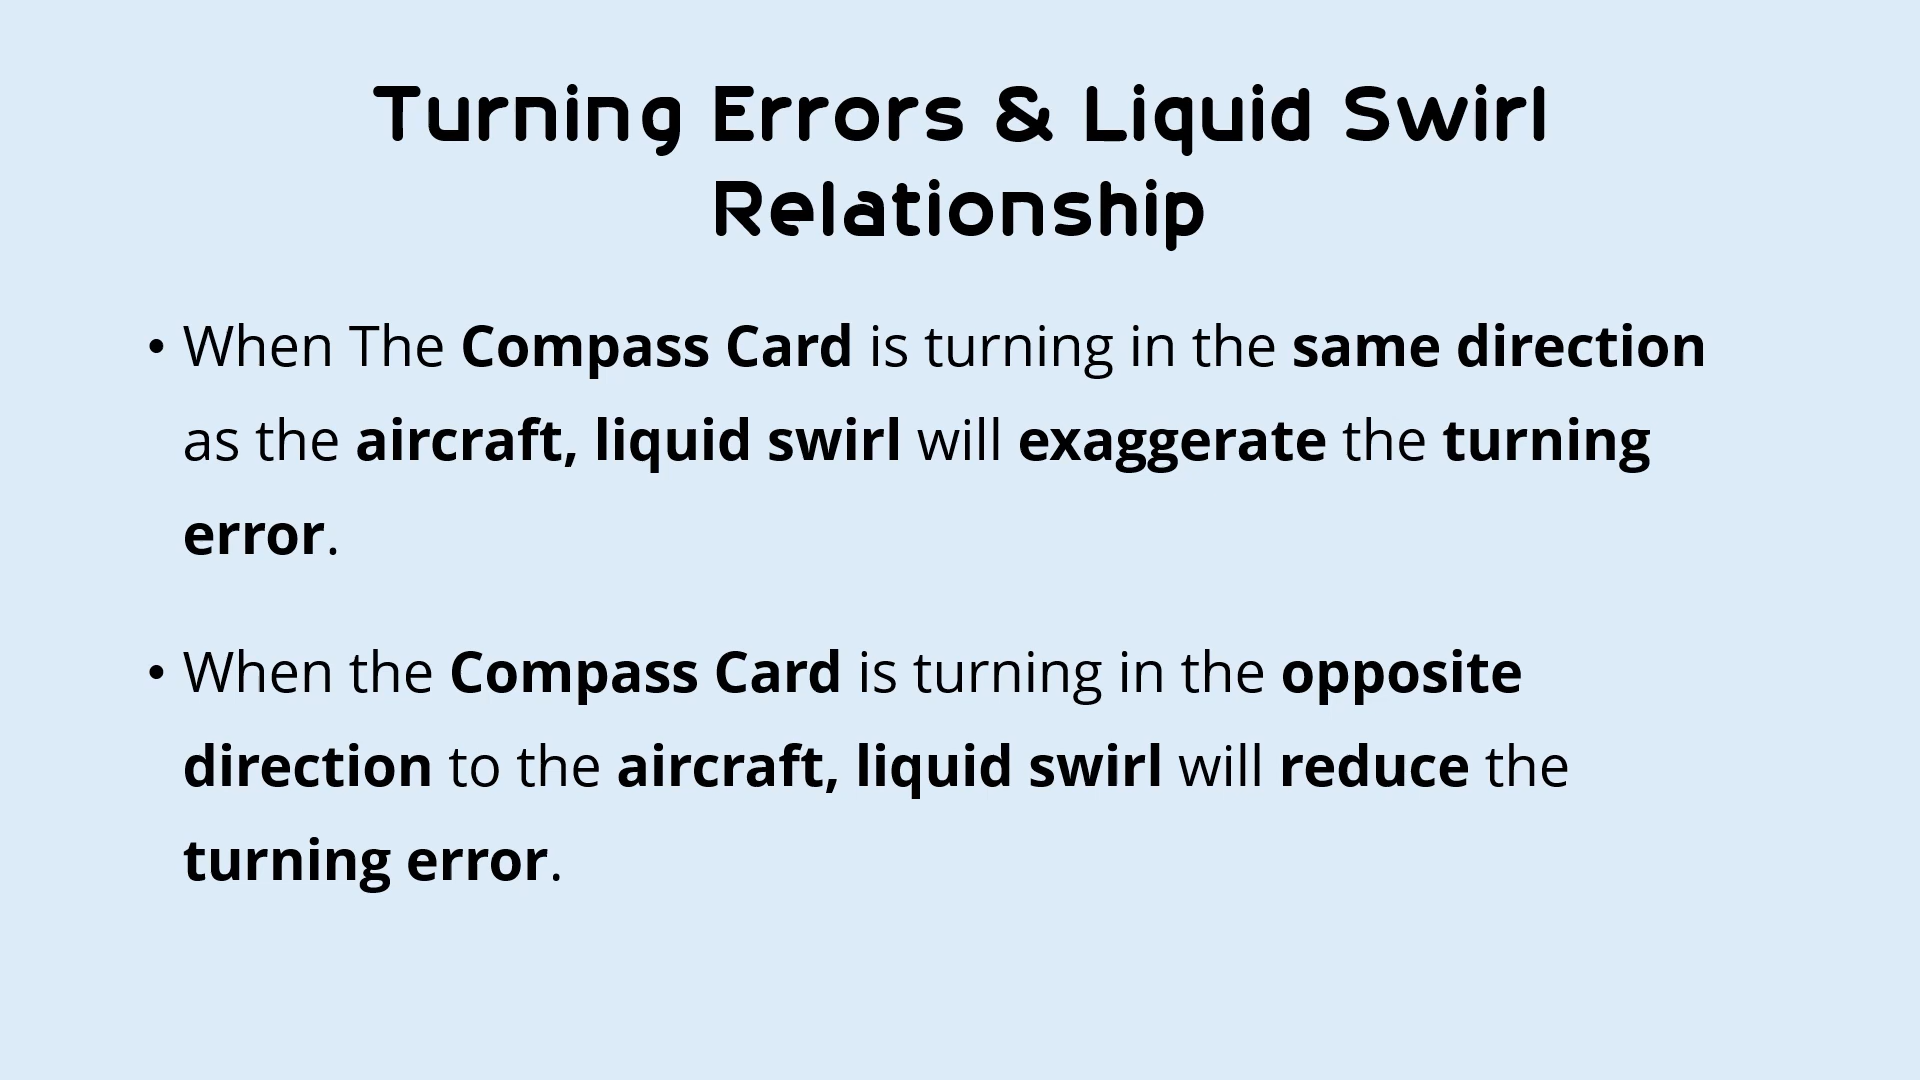 Turning Errors & Liquid Swirl
Relationship
• When The Compass Card is turning in the same direction
as the aircraft, liquid swirl will exaggerate the turning
error.
• When the Compass Card is turning in the opposite
direction to the aircraft, liquid swirl will reduce the
turning error.